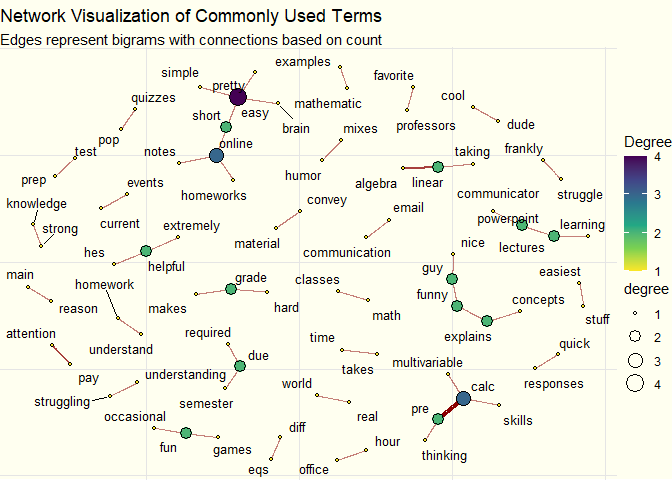 Network Visualization of Commonly Used Terms
Edges represent bigrams with connections based on count
examples
simple
pretty
favorite
quizzes
mathematic
cool
short
easy
professors
brain
dude
pop
online
mixes
Degree
test
notes
taking
frankly
4
prep
humor
algebra
linear
3
events
homeworks
communicator
struggle
2
knowledge
convey
email
powerpoint
learning
1
strong
current
extremely
material
communication
nice
lectures
hes
helpful
guy
easiest
degree
main
homework
grade
classes
funny
concepts
1
reason
makes
hard
math
stuff
2
attention
required
time
explains
quick
3
understand
due
takes
multivariable
4
pay
understanding
world
calc
responses
struggling
semester
pre
occasional
real
skills
fun
games
diff
hour
thinking
eqs
office